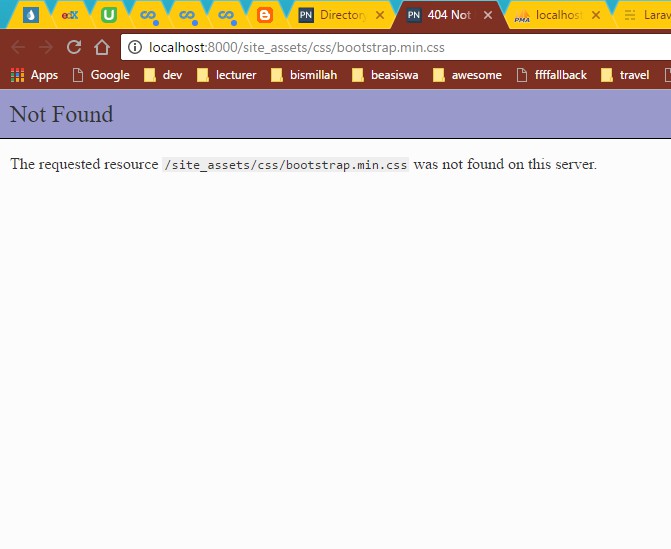 Director 404 Not localhost Larav
localhost:8000/site_assets/css/bootstrap.min.css
Apps Google dev lecturer bismillah beasiswa awesome ffffallback travel
Not Found
The requested resource /site_assets/css/bootstrap.min.css was not found on this server.